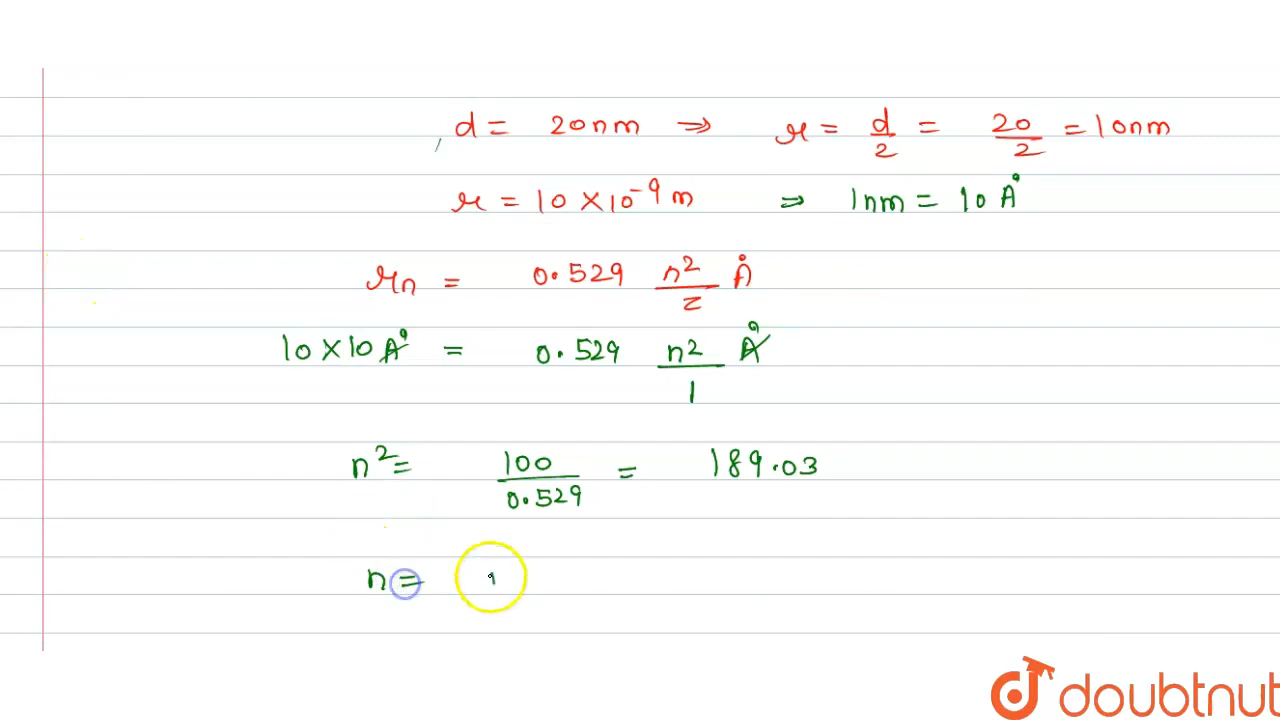 d = 20nm ⇒ r = d/2 = 20/2 = 10nm
r = 10 × 10⁻⁹ m ⇒ 1nm = 10 Å
rn = 0.529 n²/z Å
10 × 10 Å = 0.529 n²/1 Å
n² = 100/0.529 = 189.03
n =
doubtnut